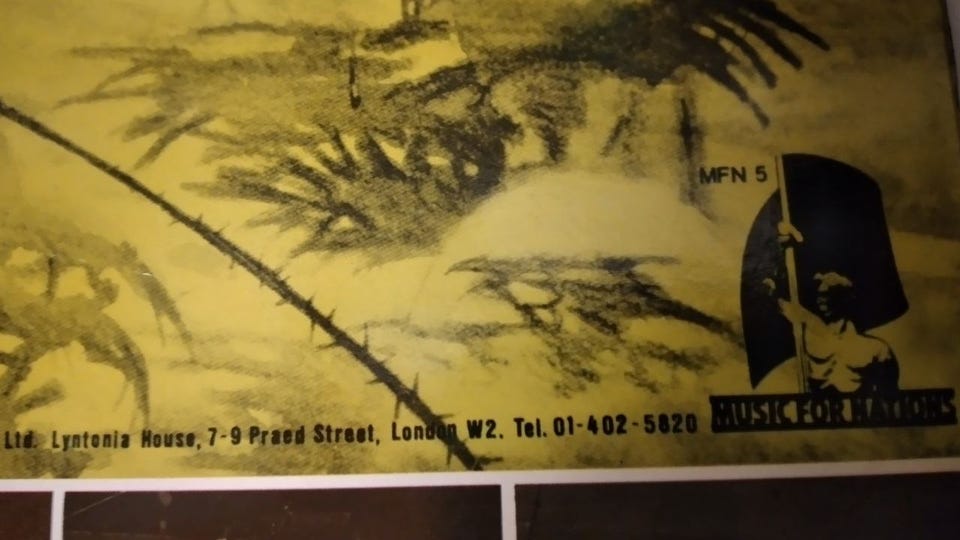 MFN 5
MUSIC FOR NATIONS
Ltd. Lyntonia House, 7-9 Praed Street, London W2. Tel. 01-402-5820